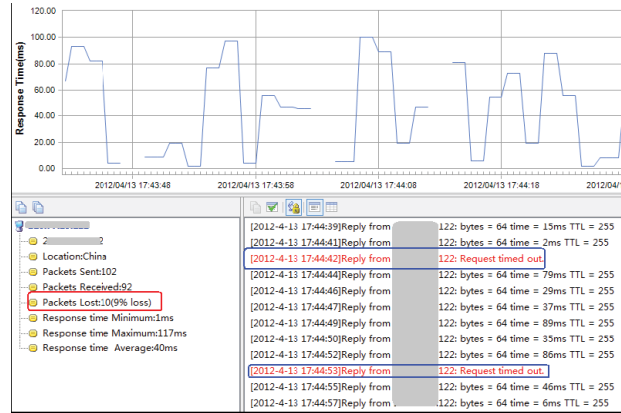 120.00
100.00
80.00
60.00
40.00
20.00
0.00
Response Time(ms)
2012/04/13 17:43:48 2012/04/13 17:43:58 2012/04/13 17:44:08 2012/04/13 17:44:18 2012/04/
2 2
Location:China
Packets Sent:102
Packets Received:92
Packets Lost:10(9% loss)
Response time Minimum:1ms
Response time Maximum:117ms
Response time Average:40ms
[2012-4-13 17:44:39]Reply from 122: bytes = 64 time = 15ms TTL = 255
[2012-4-13 17:44:41]Reply from 122: bytes = 64 time = 2ms TTL = 255
[2012-4-13 17:44:42]Reply from 122: Request timed out.
[2012-4-13 17:44:44]Reply from 122: bytes = 64 time = 79ms TTL = 255
[2012-4-13 17:44:46]Reply from 122: bytes = 64 time = 29ms TTL = 255
[2012-4-13 17:44:47]Reply from 122: bytes = 64 time = 37ms TTL = 255
[2012-4-13 17:44:49]Reply from 122: bytes = 64 time = 89ms TTL = 255
[2012-4-13 17:44:50]Reply from 122: bytes = 64 time = 35ms TTL = 255
[2012-4-13 17:44:52]Reply from 122: bytes = 64 time = 86ms TTL = 255
[2012-4-13 17:44:53]Reply from 122: Request timed out.
[2012-4-13 17:44:55]Reply from 122: bytes = 64 time = 46ms TTL = 255
[2012-4-13 17:44:57]Reply from 122: bytes = 64 time = 6ms TTL = 255